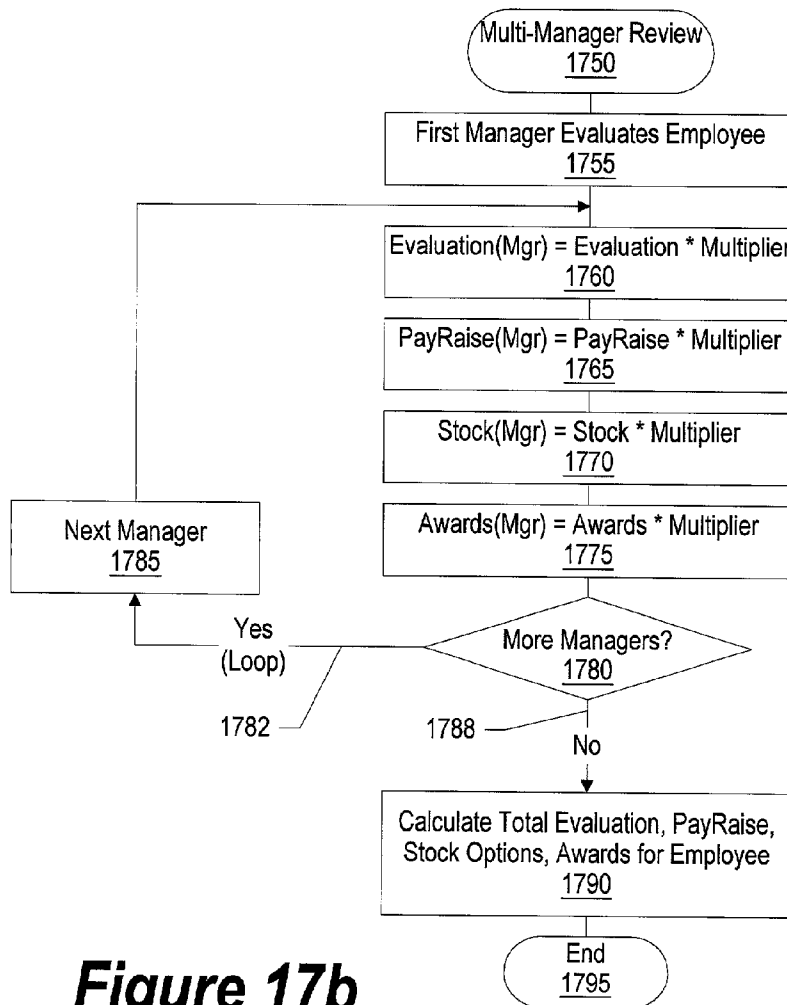 Multi-Manager Review
1750
First Manager Evaluates Employee
1755
Evaluation(Mgr) = Evaluation * Multiplier
1760
PayRaise(Mgr) = PayRaise * Multiplier
1765
Stock(Mgr) = Stock * Multiplier
1770
Awards(Mgr) = Awards * Multiplier
1775
Next Manager
1785
More Managers?
1780
Yes
(Loop)
1782
1788
No
Calculate Total Evaluation, PayRaise,
Stock Options, Awards for Employee
1790
End
1795
Figure 17b